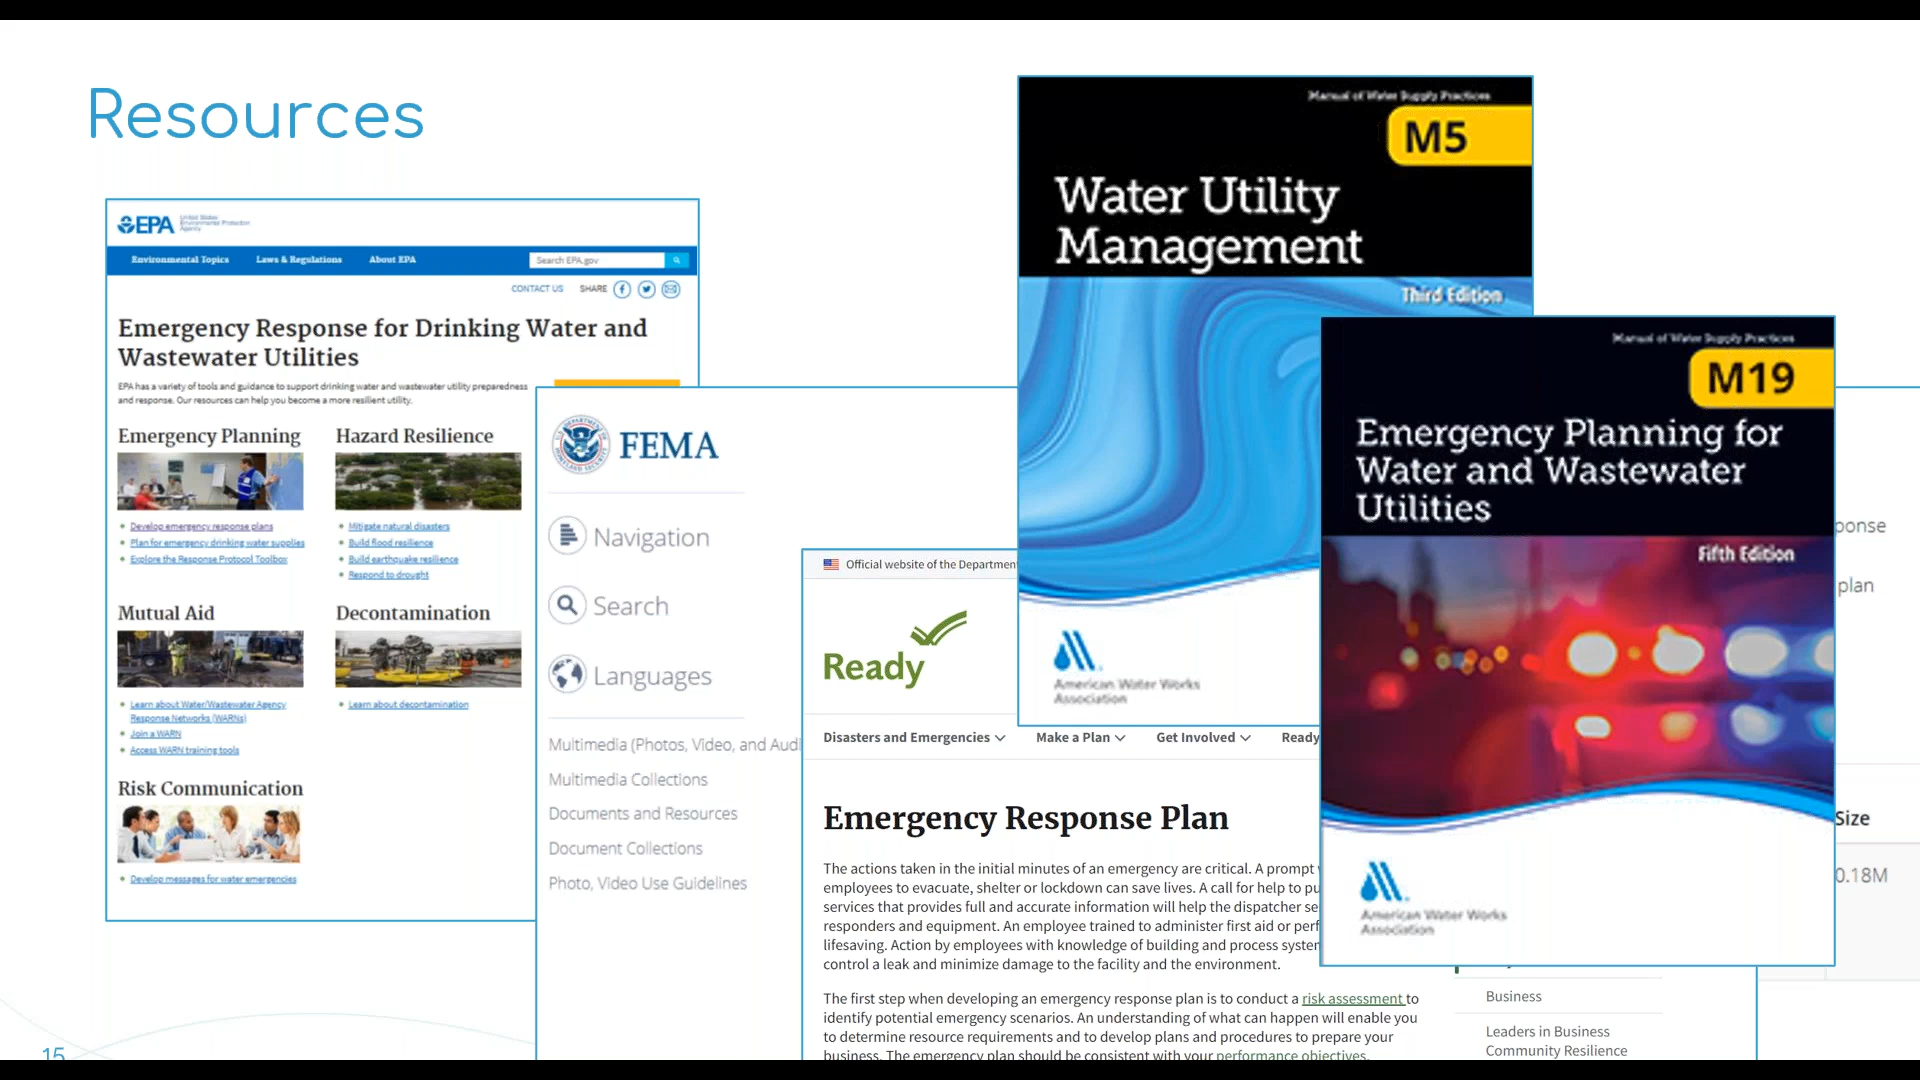 Resources
EPA
United States
Environmental Protection
Agency
Environmental Topics
Laws & Regulations
About EPA
Search EPA.gov
CONTACT US
SHARE
Emergency Response for Drinking Water and
Wastewater Utilities
EPA has a variety of tools and guidance to support drinking water and wastewater utility preparedness
and response. Our resources can help you become a more resilient utility.
Emergency Planning
Develop emergency response plans
Plan for emergency drinking water supplies
Explore the Response Protocol Toolbox
Hazard Resilience
Mitigate natural disasters
Build flood resilience
Build earthquake resilience
Respond to drought
Mutual Aid
Learn about Water/Wastewater Agency
Response Networks (WARNs)
Join a WARN
Access WARN training tools
Decontamination
Learn about decontamination
Risk Communication
Develop messages for water emergencies
FEMA
Navigation
Search
Languages
Multimedia (Photos, Video, and Audi
Multimedia Collections
Documents and Resources
Document Collections
Photo, Video Use Guidelines
Official website of the Departmen
Ready
Disasters and Emergencies
Make a Plan
Get Involved
Ready
Emergency Response Plan
The actions taken in the initial minutes of an emergency are critical. A prompt
employees to evacuate, shelter or lockdown can save lives. A call for help to pu
services that provides full and accurate information will help the dispatcher se
responders and equipment. An employee trained to administer first aid or perf
lifesaving. Action by employees with knowledge of building and process system
control a leak and minimize damage to the facility and the environment.
The first step when developing an emergency response plan is to conduct a risk assessment to
identify potential emergency scenarios. An understanding of what can happen will enable you
to determine resource requirements and to develop plans and procedures to prepare your
business. The emergency plan should be consistent with your performance objectives.
Business
Leaders in Business
Community Resilience
Manual of Water Supply Practices
M5
Water Utility
Management
Third Edition
American Water Works
Association
Manual of Water Supply Practices
M19
Emergency Planning for
Water and Wastewater
Utilities
Fifth Edition
American Water Works
Association
ponse
plan
Size
0.18M
15